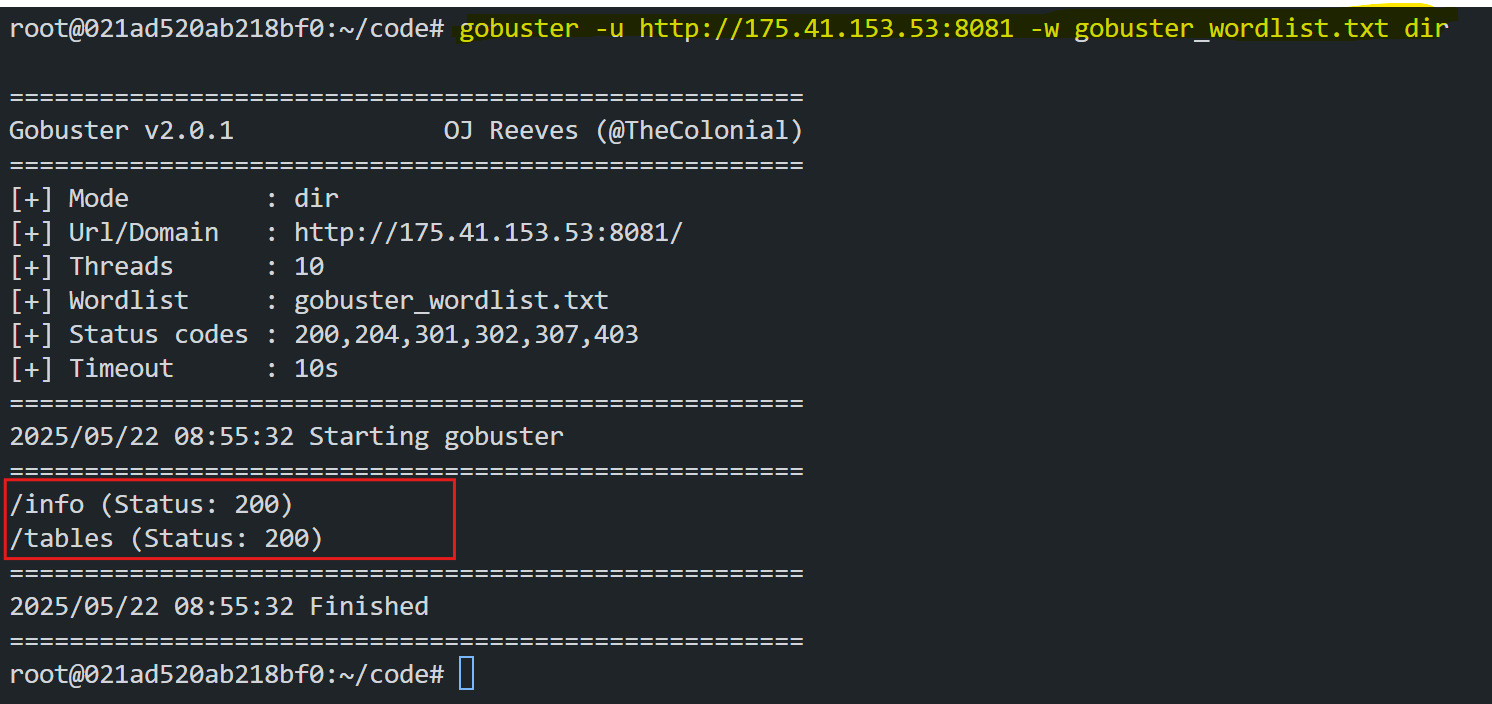 root@021ad520ab218bf0:~/code# gobuster -u http://175.41.153.53:8081 -w gobuster_wordlist.txt dir
=====================================================
Gobuster v2.0.1              OJ Reeves (@TheColonial)
=====================================================
[+] Mode         : dir
[+] Url/Domain   : http://175.41.153.53:8081/
[+] Threads      : 10
[+] Wordlist     : gobuster_wordlist.txt
[+] Status codes : 200,204,301,302,307,403
[+] Timeout      : 10s
=====================================================
2025/05/22 08:55:32 Starting gobuster
=====================================================
/info (Status: 200)
/tables (Status: 200)
=====================================================
2025/05/22 08:55:32 Finished
=====================================================
root@021ad520ab218bf0:~/code#